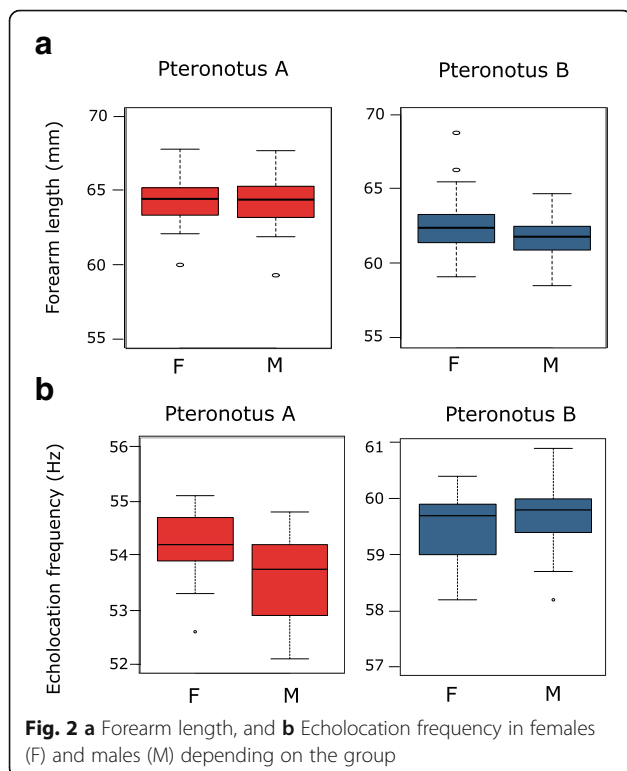 a
Pteronotus A
Pteronotus B
Forearm length (mm)
70
65
60
55
F
M
70
65
60
55
F
M
b
Pteronotus A
Pteronotus B
Echolocation frequency (Hz)
56
55
54
53
52
F
M
61
60
59
58
57
F
M
Fig. 2 a Forearm length, and b Echolocation frequency in females
(F) and males (M) depending on the group